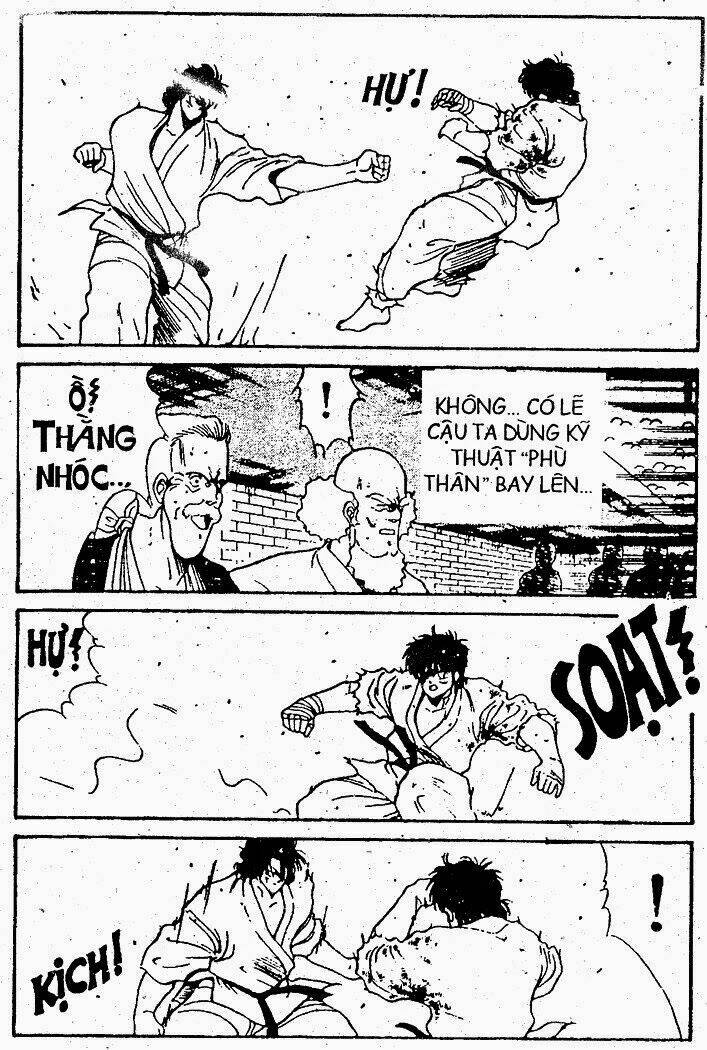 HỰ!
Ồ!
THẰNG
NHÓC...
!
KHÔNG... CÓ LẼ
CẬU TA DÙNG KỸ
THUẬT "PHÙ
THÂN" BAY LÊN...
HỰ!
SOẠT!
KỊCH!
!